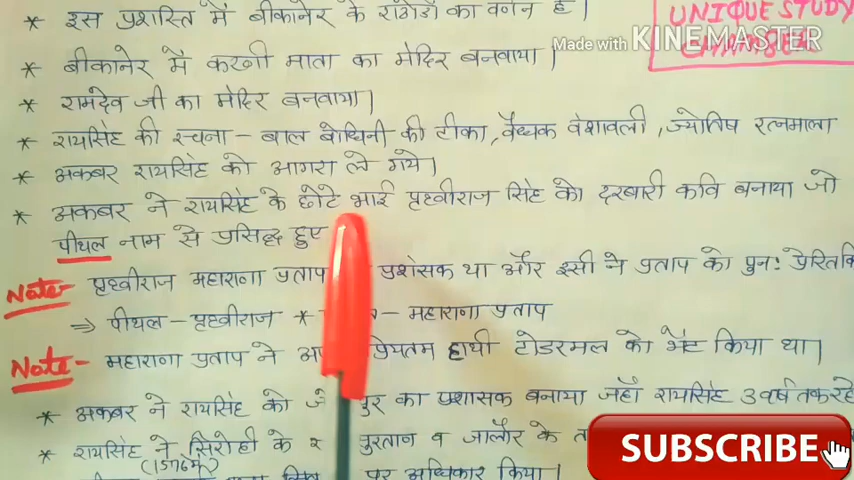 * इस प्रशस्ति में बीकानेर के राठौडों का वर्णन है।
UNIQUE STUDY
Made with KINEMASTER
* बीकानेर में करणी माता का मंदिर बनवाया।
* रामदेव जी का मंदिर बनवाया।
* रायसिंह की रचना - बाल बोधिनी की टीका, वैधक वंशावली, ज्योतिष रत्नमाला
* अकबर रायसिंह को आगरा ले गये।
* अकबर ने रायसिंह के छोटे भाई पृथ्वीराज सिंह को दरबारी कवि बनाया जो
पीथल नाम से प्रसिद्ध हुए
Note- पृथ्वीराज महाराणा प्रताप प्रशंसक था और इसी ने प्रताप को पुनः प्रेरित कि
⇒ पीथल - पृथ्वीराज * - महाराणा प्रताप
Note- महाराणा प्रताप ने प्रियतम हाथी टोडरमल को भेंट किया था।
* अकबर ने रायसिंह को का प्रशासक बनाया जहाँ रायसिंह 3 वर्ष तक रहे
* रायसिंह ने सिरोही के व जालौर के
(1576 में) पर अधिकार किया।
SUBSCRIBE